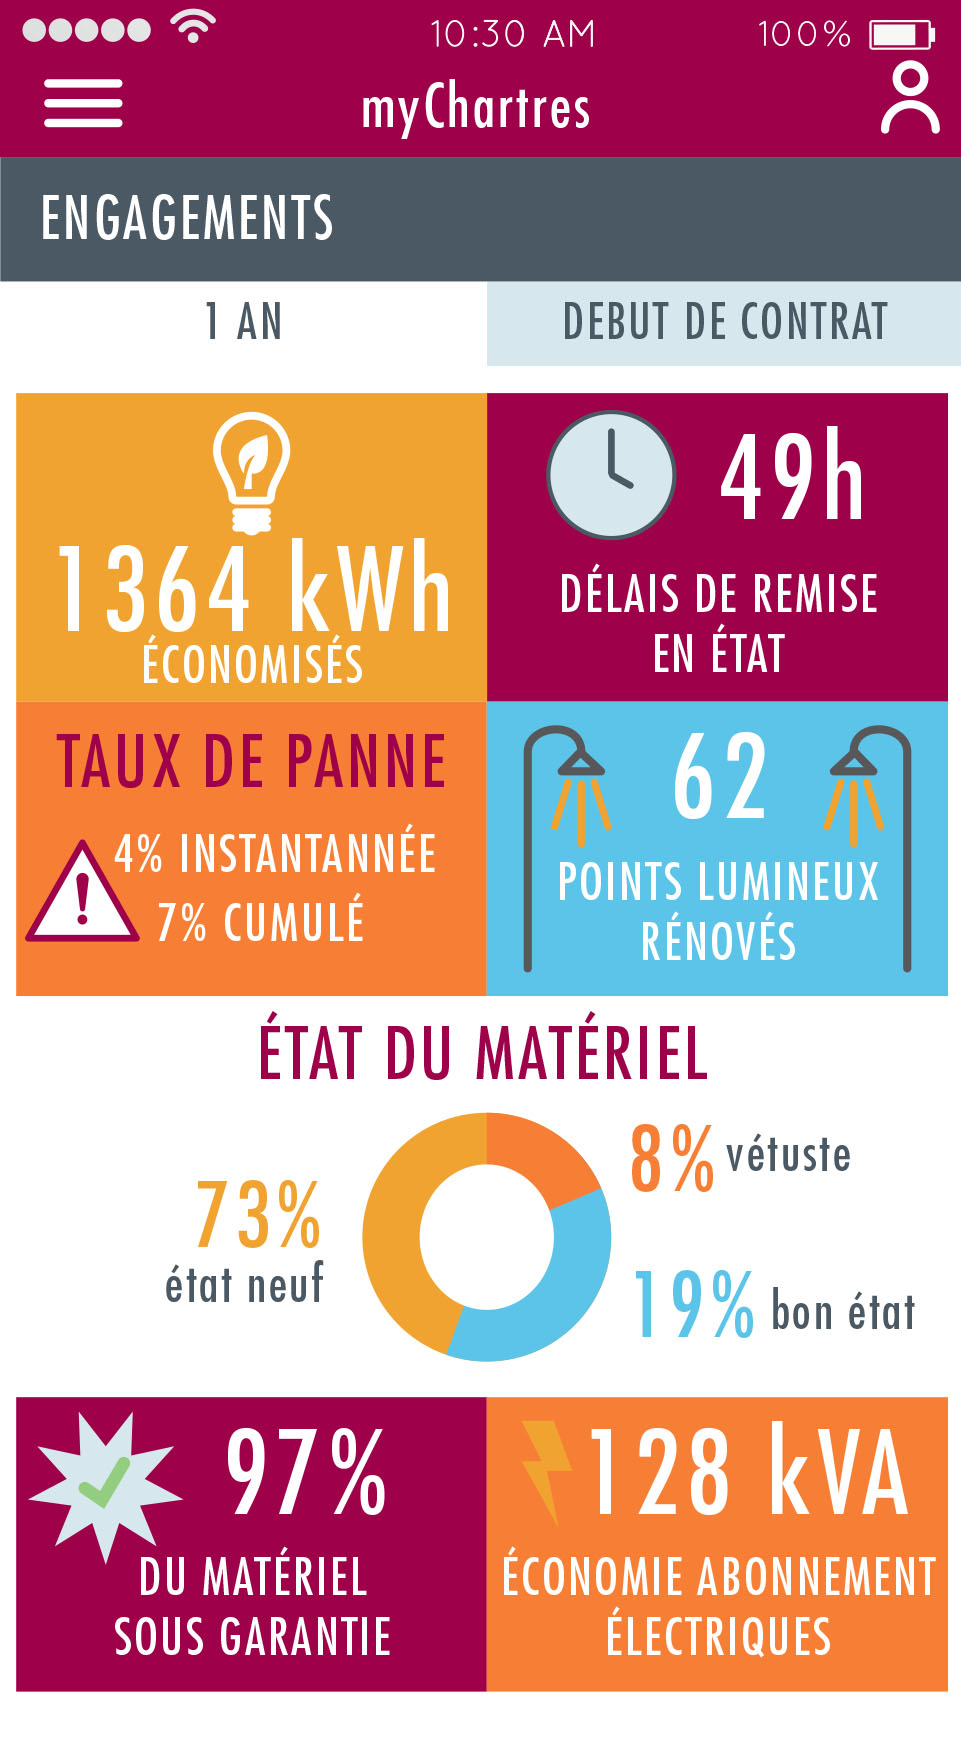 10:30 AM 100%
myChartres
ENGAGEMENTS
1 AN
DEBUT DE CONTRAT
1364 kWh
ÉCONOMISÉS
49h
DÉLAIS DE REMISE
EN ÉTAT
TAUX DE PANNE
4% INSTANTANNÉE
7% CUMULÉ
62
POINTS LUMINEUX
RÉNOVÉS
ÉTAT DU MATÉRIEL
73%
état neuf
8% vétuste
19% bon état
97%
DU MATÉRIEL
SOUS GARANTIE
128 kVA
ÉCONOMIE ABONNEMENT
ÉLECTRIQUES